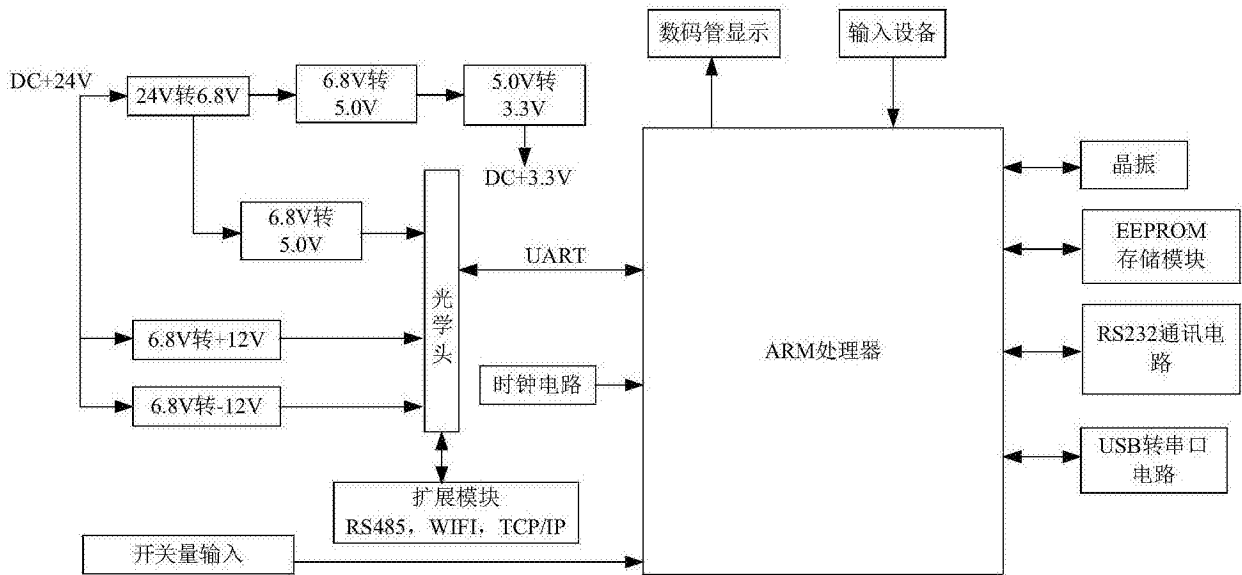 数码管显示
输入设备
DC+24V
24V转6.8V
6.8V转
5.0V
5.0V转
3.3V
DC+3.3V
6.8V转
5.0V
6.8V转+12V
6.8V转-12V
光
学
头
UART
时钟电路
ARM处理器
晶振
EEPROM
存储模块
RS232通讯电
路
USB转串口
电路
扩展模块
RS485，WIFI，TCP/IP
开关量输入